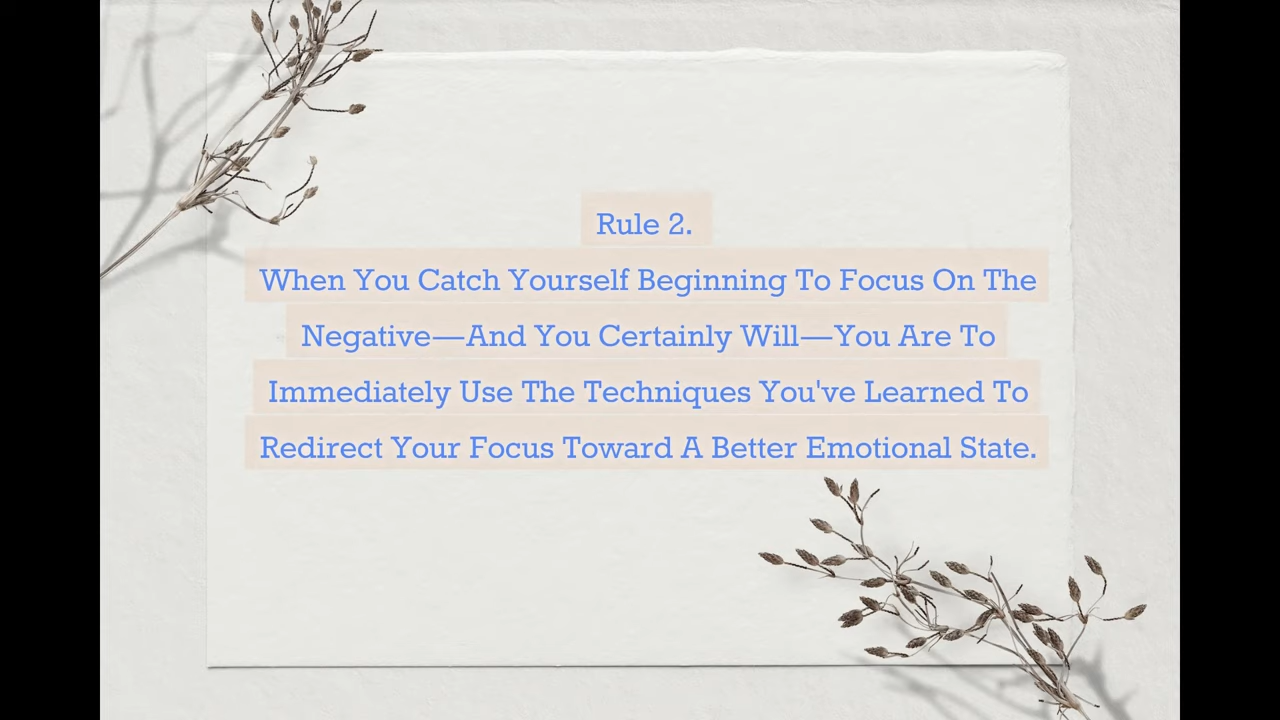 Rule 2.
When You Catch Yourself Beginning To Focus On The
Negative—And You Certainly Will—You Are To
Immediately Use The Techniques You've Learned To
Redirect Your Focus Toward A Better Emotional State.